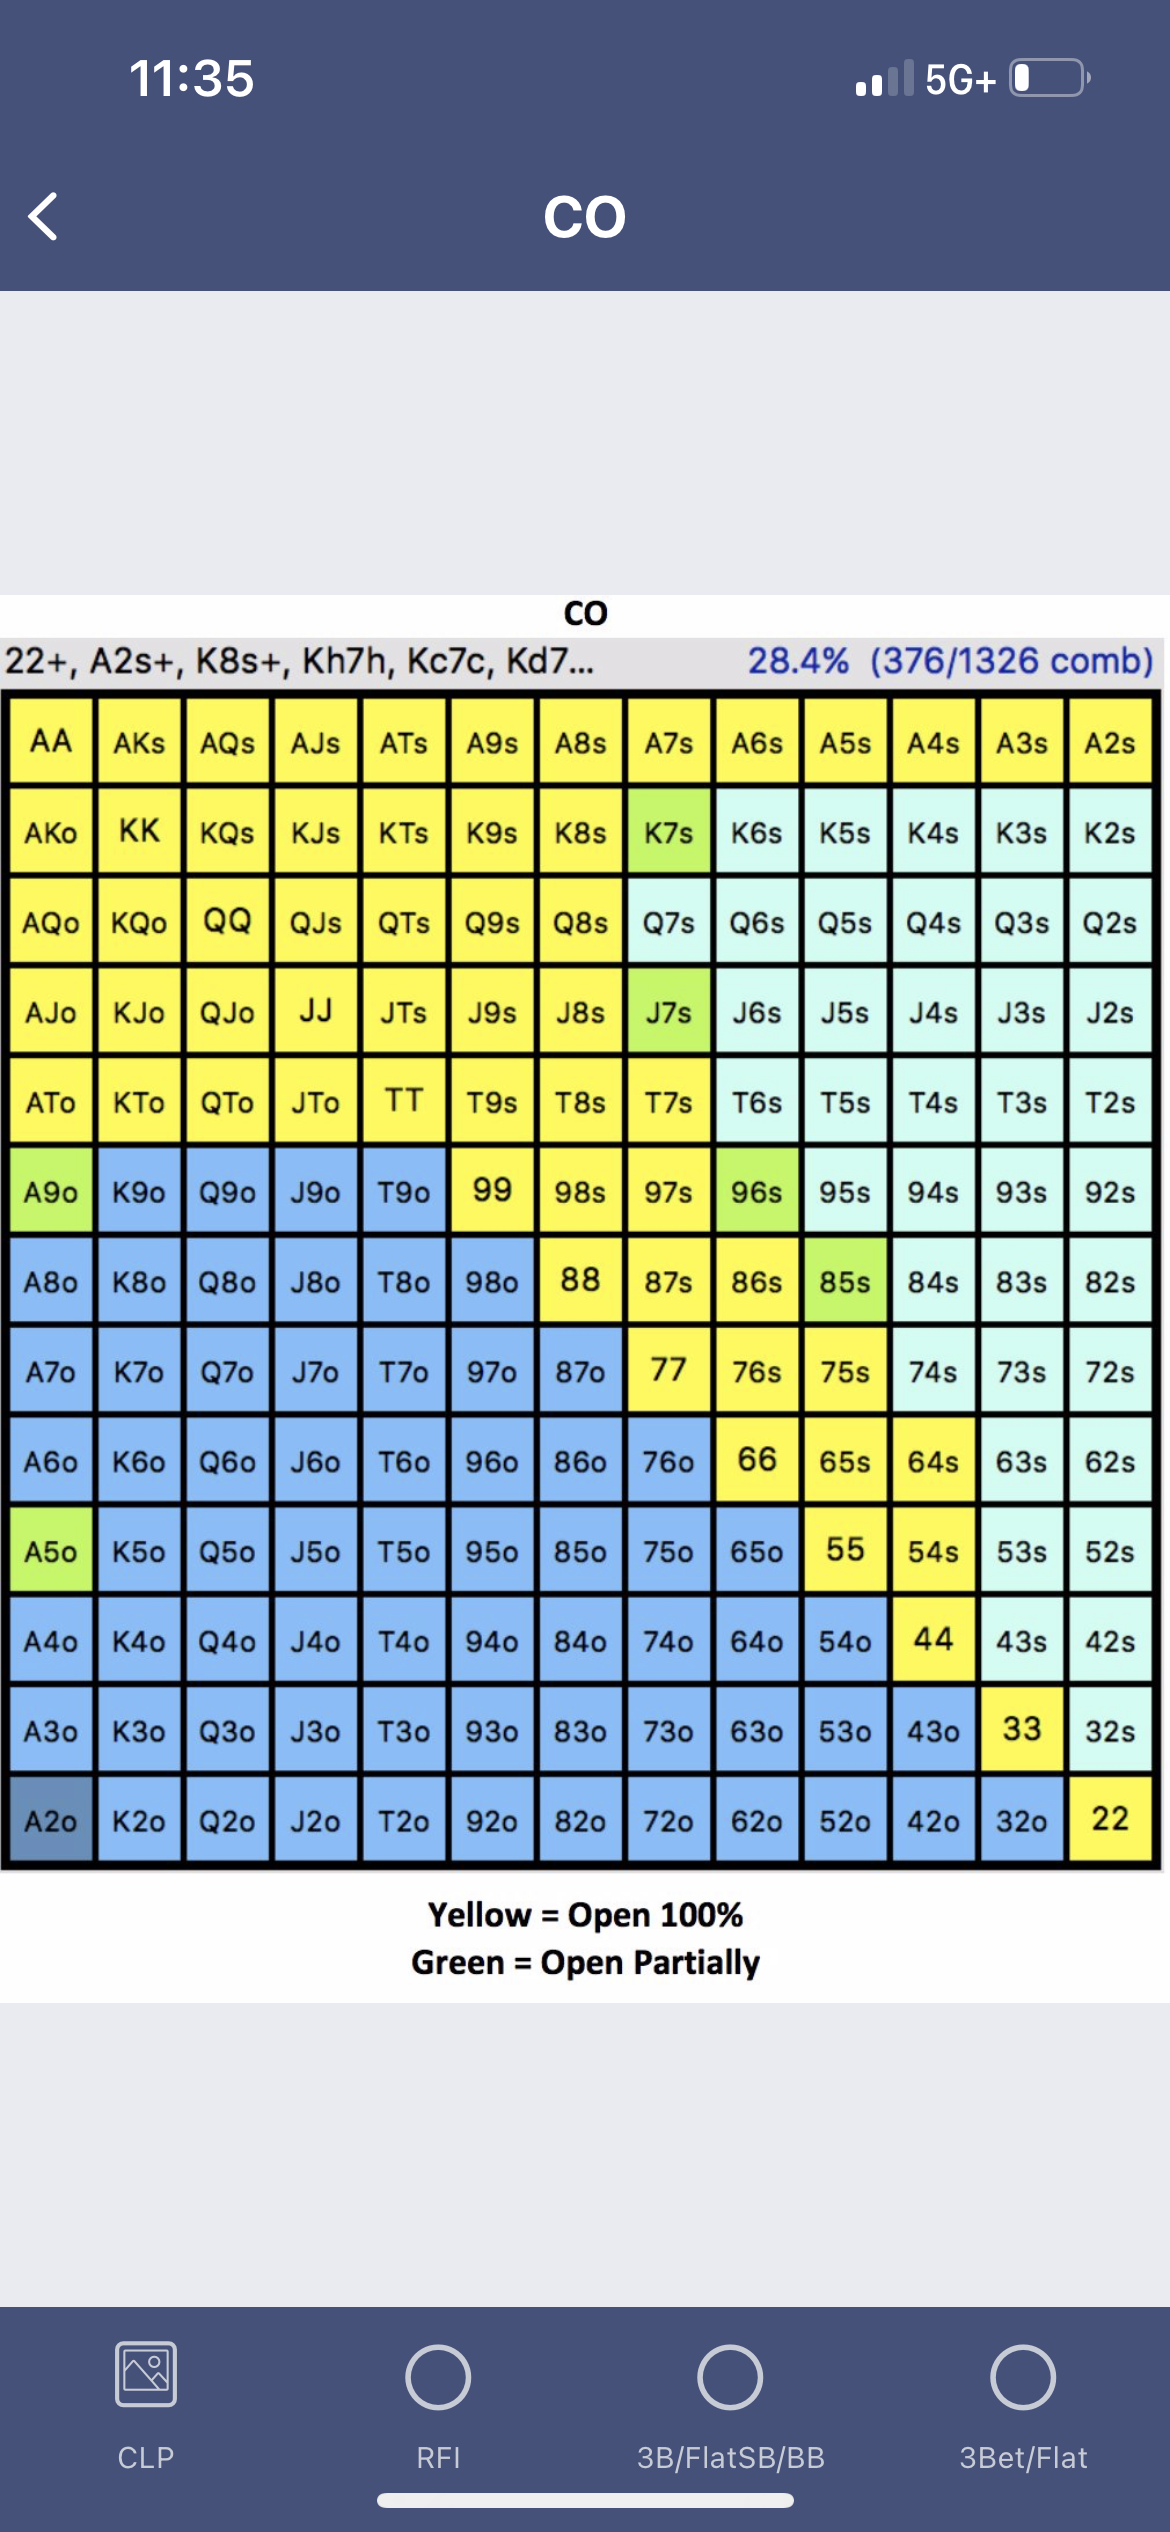 11:35 5G+
CO
CO
22+, A2s+, K8s+, Kh7h, Kc7c, Kd7... 28.4% (376/1326 comb)
AA AKs AQs AJs ATs A9s A8s A7s A6s A5s A4s A3s A2s
AKo KK KQs KJs KTs K9s K8s K7s K6s K5s K4s K3s K2s
AQo KQo QQ QJs QTs Q9s Q8s Q7s Q6s Q5s Q4s Q3s Q2s
AJo KJo QJo JJ JTs J9s J8s J7s J6s J5s J4s J3s J2s
ATo KTo QTo JTo TT T9s T8s T7s T6s T5s T4s T3s T2s
A9o K9o Q9o J9o T9o 99 98s 97s 96s 95s 94s 93s 92s
A8o K8o Q8o J8o T8o 98o 88 87s 86s 85s 84s 83s 82s
A7o K7o Q7o J7o T7o 97o 87o 77 76s 75s 74s 73s 72s
A6o K6o Q6o J6o T6o 96o 86o 76o 66 65s 64s 63s 62s
A5o K5o Q5o J5o T5o 95o 85o 75o 65o 55 54s 53s 52s
A4o K4o Q4o J4o T4o 94o 84o 74o 64o 54o 44 43s 42s
A3o K3o Q3o J3o T3o 93o 83o 73o 63o 53o 43o 33 32s
A2o K2o Q2o J2o T2o 92o 82o 72o 62o 52o 42o 32o 22
Yellow = Open 100%
Green = Open Partially
CLP RFI 3B/FlatSB/BB 3Bet/Flat